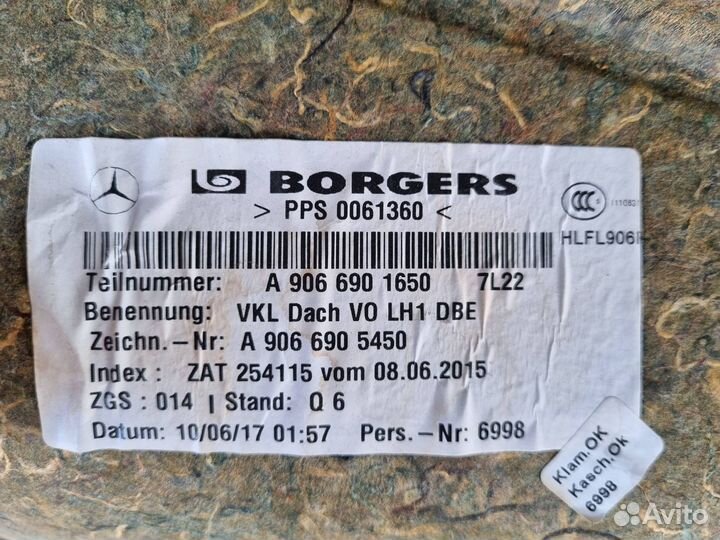 BORGERS
> PPS 0061360 <
HLFL906
Teilnummer: A 906 690 1650 7L22
Benennung: VKL Dach VO LH1 DBE
Zeichn.-Nr: A 906 690 5450
Index : ZAT 254115 vom 08.06.2015
ZGS : 014 | Stand: Q 6
Datum: 10/06/17 01:57 Pers.-Nr: 6998
Klam.OK
Kasch.Ok
6998
Avito